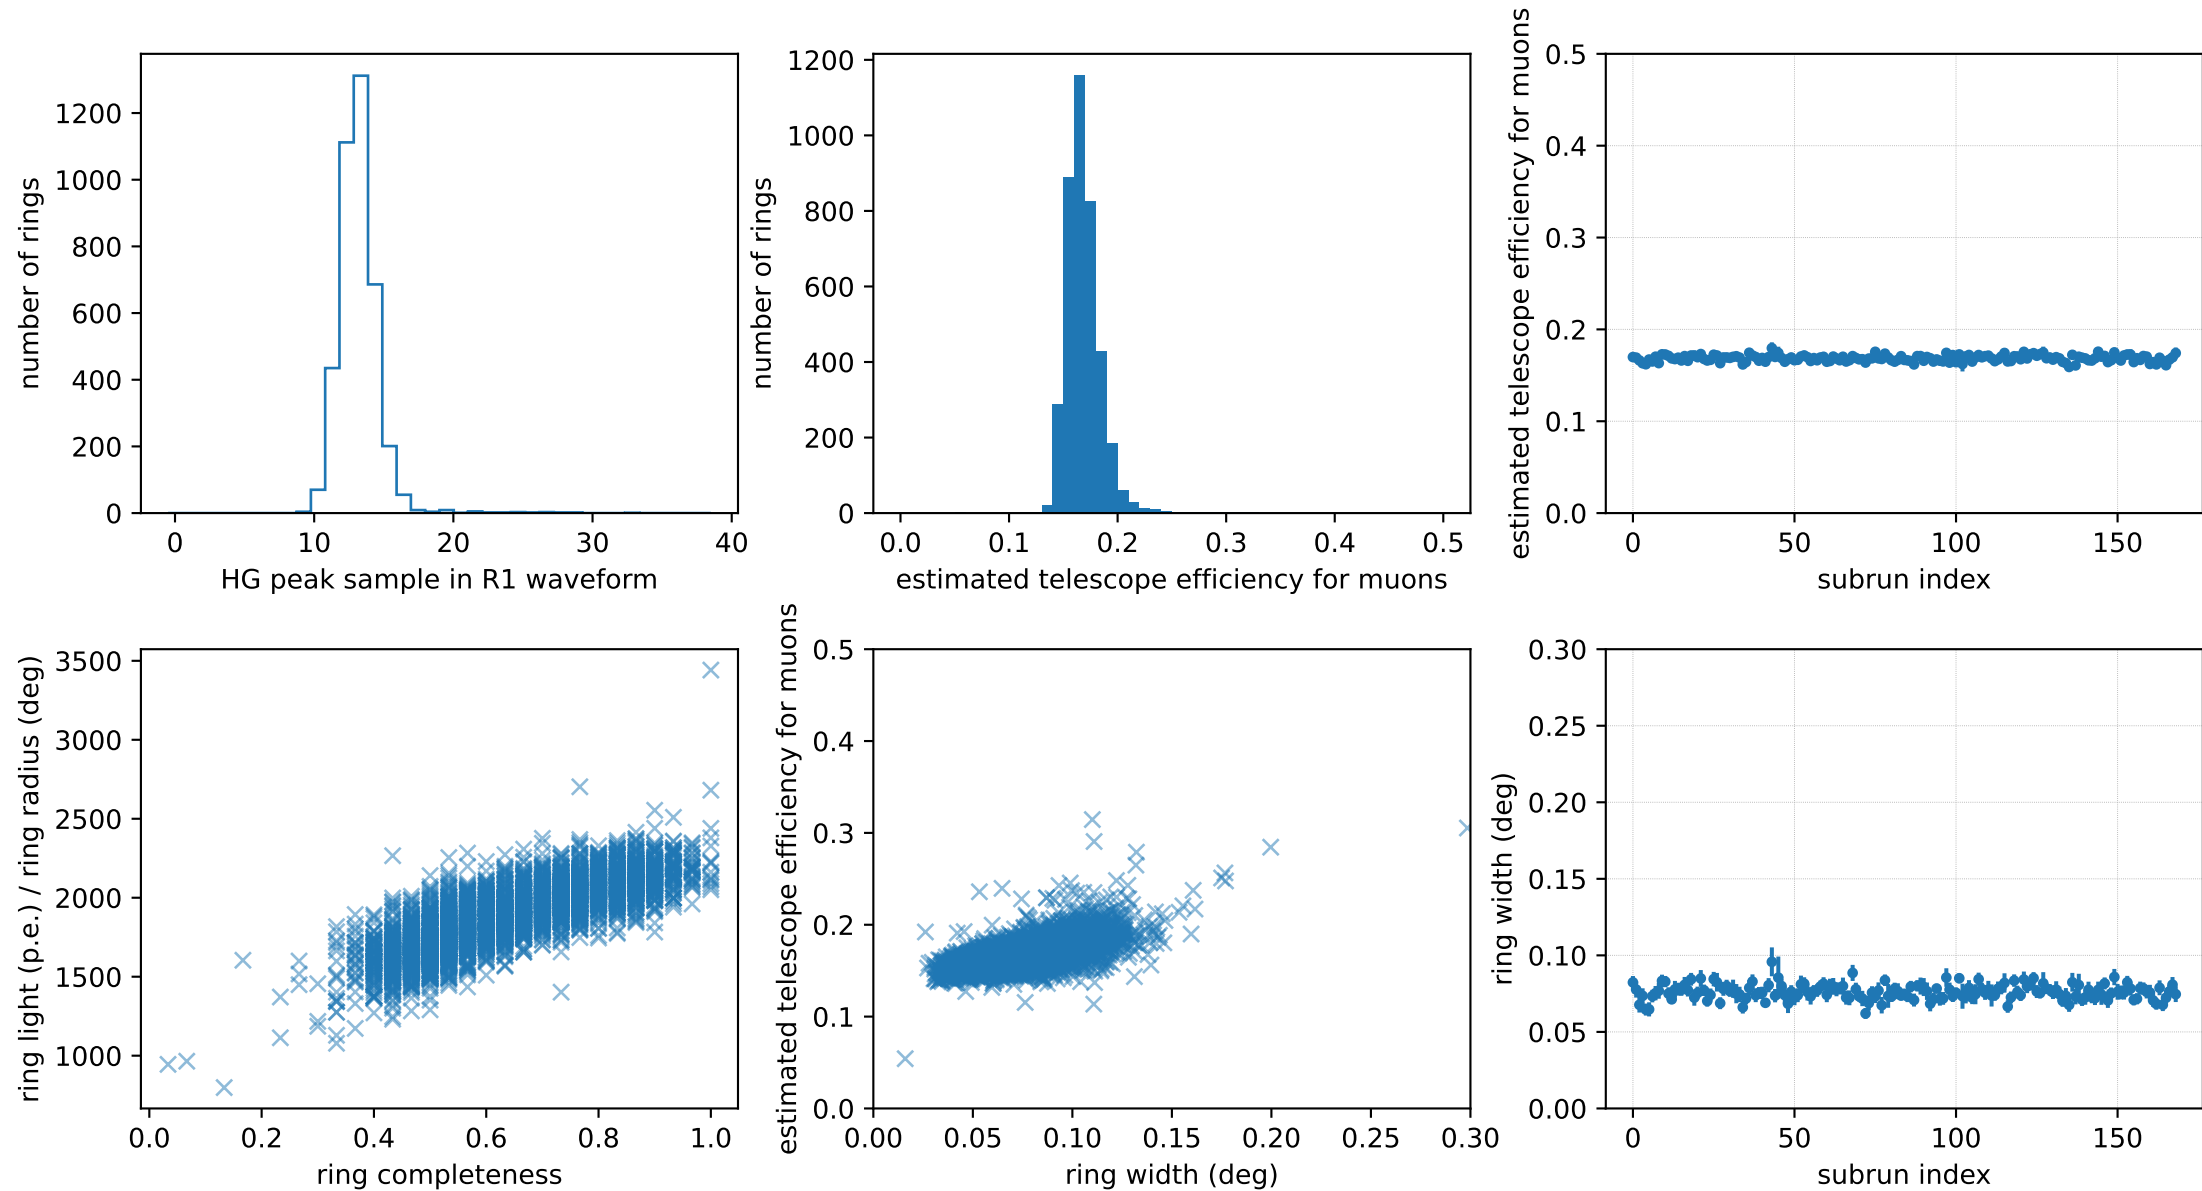 number of rings
1200
1000
800
600
400
200
0
0 10 20 30 40
HG peak sample in R1 waveform
number of rings
1200
1000
800
600
400
200
0
0.0 0.1 0.2 0.3 0.4 0.5
estimated telescope efficiency for muons
estimated telescope efficiency for muons
0.5
0.4
0.3
0.2
0.1
0.0
0 50 100 150
subrun index
ring light (p.e.) / ring radius (deg)
3500
3000
2500
2000
1500
1000
0.0 0.2 0.4 0.6 0.8 1.0
ring completeness
estimated telescope efficiency for muons
0.5
0.4
0.3
0.2
0.1
0.0
0.00 0.05 0.10 0.15 0.20 0.25 0.30
ring width (deg)
ring width (deg)
0.30
0.25
0.20
0.15
0.10
0.05
0.00
0 50 100 150
subrun index